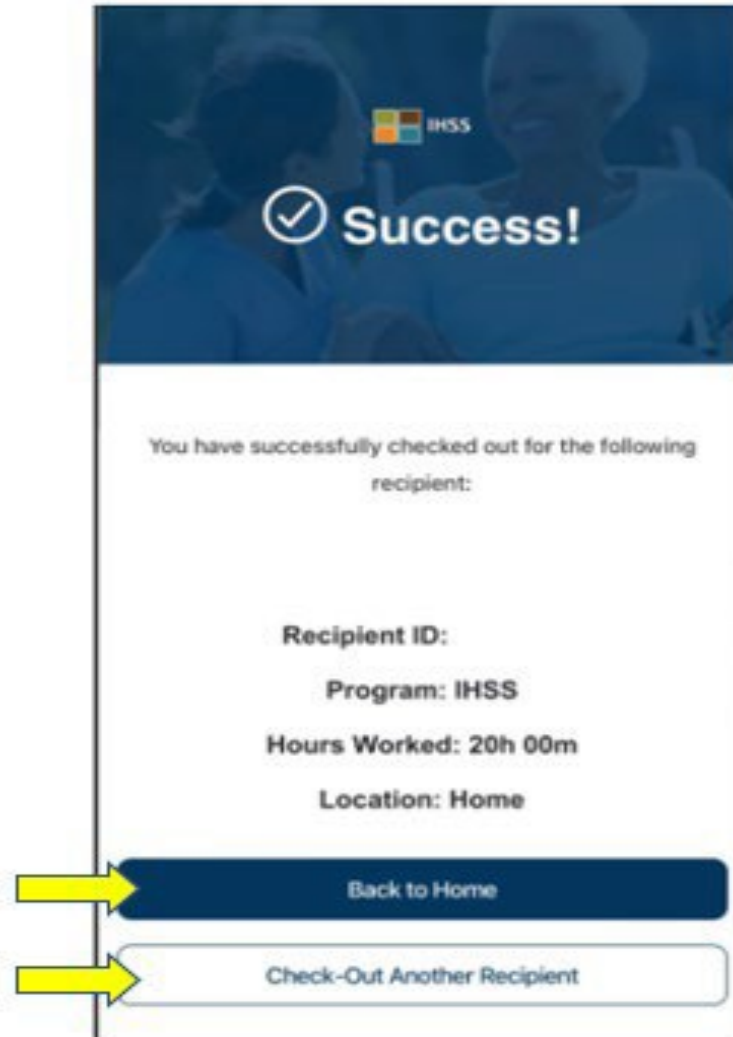 IHSS
Success!
You have successfully checked out for the following
recipient:
Recipient ID:
Program: IHSS
Hours Worked: 20h 00m
Location: Home
Back to Home
Check-Out Another Recipient